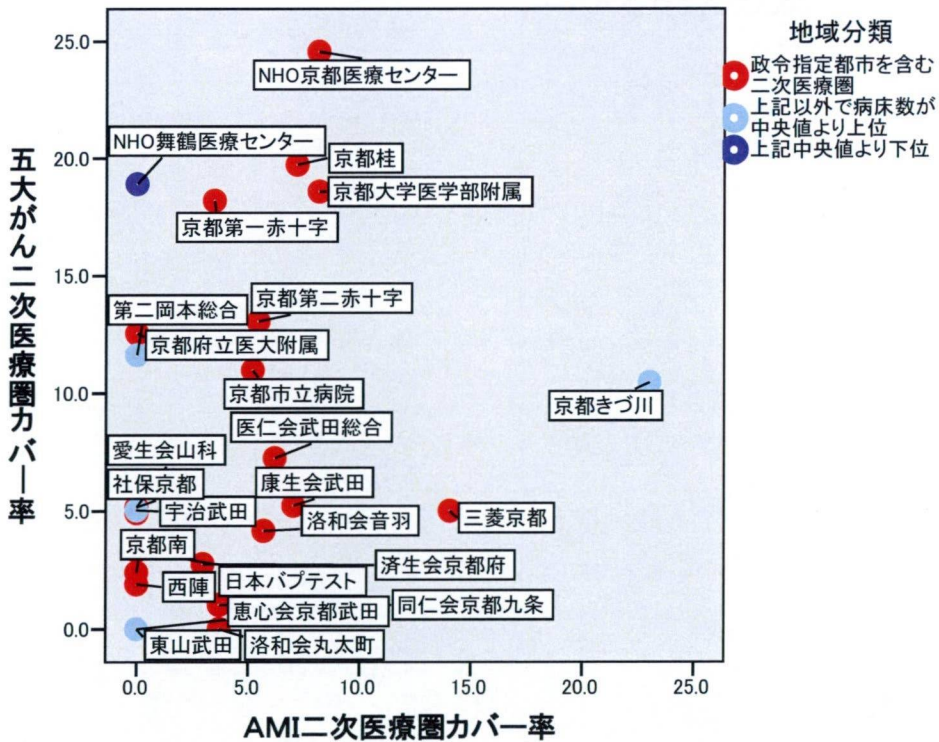 地域分類
政令指定都市を含む
二次医療圏
上記以外で病床数が
中央値より上位
上記中央値より下位
五大がん二次医療圏カバー率
25.0
20.0
15.0
10.0
5.0
0.0
NHO京都医療センター
NHO舞鶴医療センター
京都桂
京都大学医学部附属
京都第一赤十字
第二岡本総合
京都第二赤十字
京都府立医大附属
京都市立病院
京都きづ川
医仁会武田総合
愛生会山科
社保京都
康生会武田
宇治武田
洛和会音羽
三菱京都
京都南
済生会京都府
西陣
日本バプテスト
恵心会京都武田
同仁会京都九条
東山武田
洛和会丸太町
0.0
5.0
10.0
15.0
20.0
25.0
AMI二次医療圏カバー率